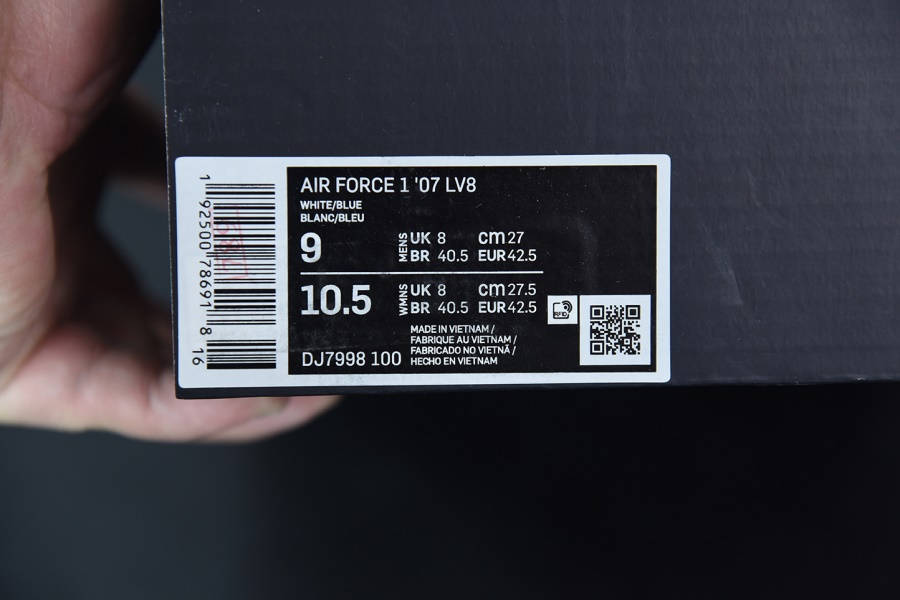 AIR FORCE 1 '07 LV8
WHITE/BLUE
BLANC/BLEU
9 MENS UK 8 cm 27
BR 40.5 EUR 42.5
10.5 WMNS UK 8 cm 27.5
BR 40.5 EUR 42.5
MADE IN VIETNAM /
FABRIQUE AU VIETNAM /
FABRICADO NO VIETNÃ /
HECHO EN VIETNAM
DJ7998 100
RFID
1 92500 78691 8 16